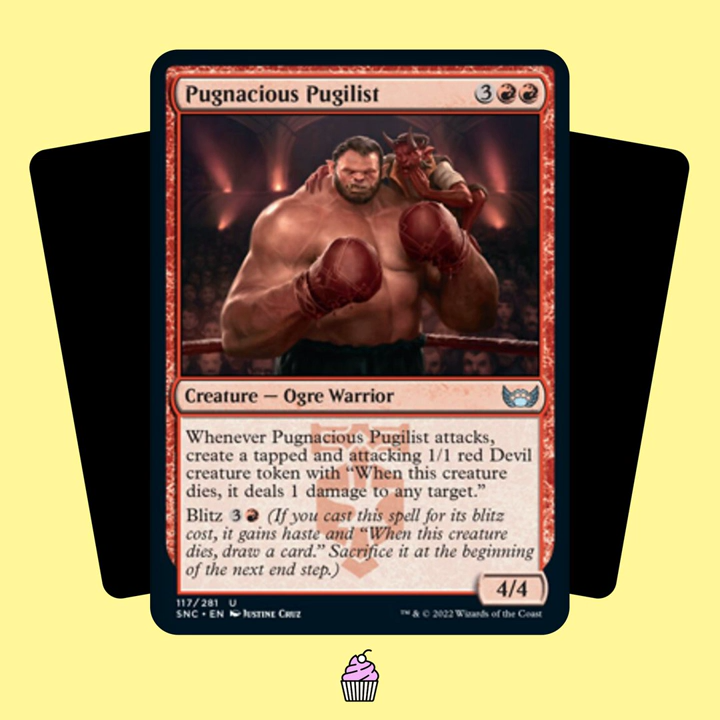 Pugnacious Pugilist 3
Creature — Ogre Warrior
Whenever Pugnacious Pugilist attacks,
create a tapped and attacking 1/1 red Devil
creature token with “When this creature
dies, it deals 1 damage to any target.”
Blitz 3 (If you cast this spell for its blitz
cost, it gains haste and “When this creature
dies, draw a card.” Sacrifice it at the beginning
of the next end step.)
4/4
117/281 U
SNC • EN Justine Cruz
™ & © 2022 Wizards of the Coast